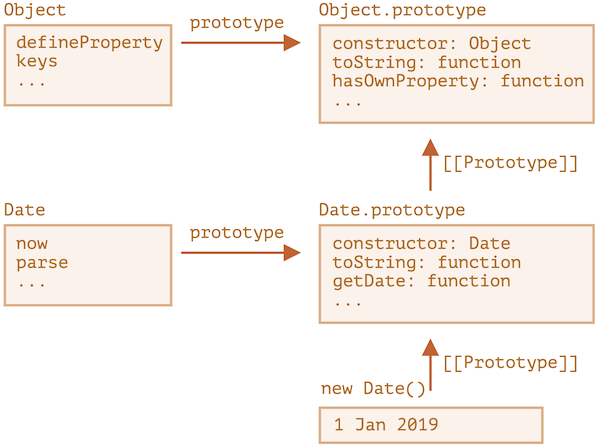 Object
defineProperty
keys
...
prototype
Object.prototype
constructor: Object
toString: function
hasOwnProperty: function
...
[[Prototype]]
Date
now
parse
...
prototype
Date.prototype
constructor: Date
toString: function
getDate: function
...
[[Prototype]]
new Date()
1 Jan 2019